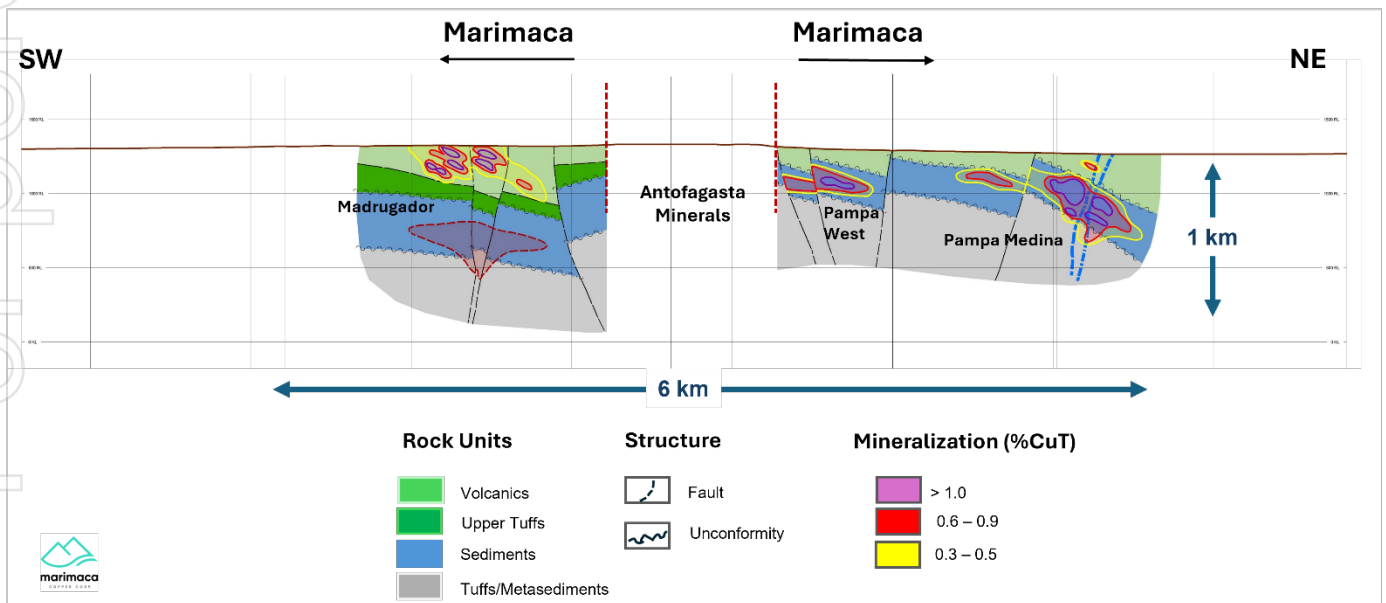 Marimaca
Marimaca
SW
NE
Antofagasta
Minerals
Madrugador
Pampa
West
Pampa Medina
1 km
6 km
Rock Units
Structure
Mineralization (%CuT)
Volcanics
Fault
> 1.0
Upper Tuffs
0.6 – 0.9
Sediments
Unconformity
0.3 – 0.5
Tuffs/Metasediments
marimaca
COPPER CORP